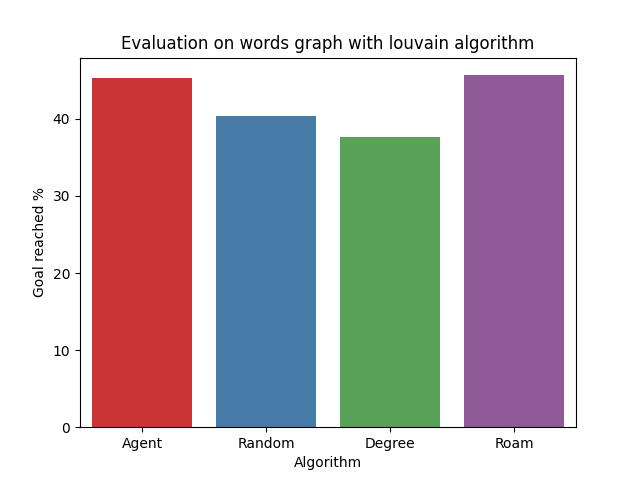 Evaluation on words graph with louvain algorithm
Goal reached %
40
30
20
10
0
Agent Random Degree Roam
Algorithm